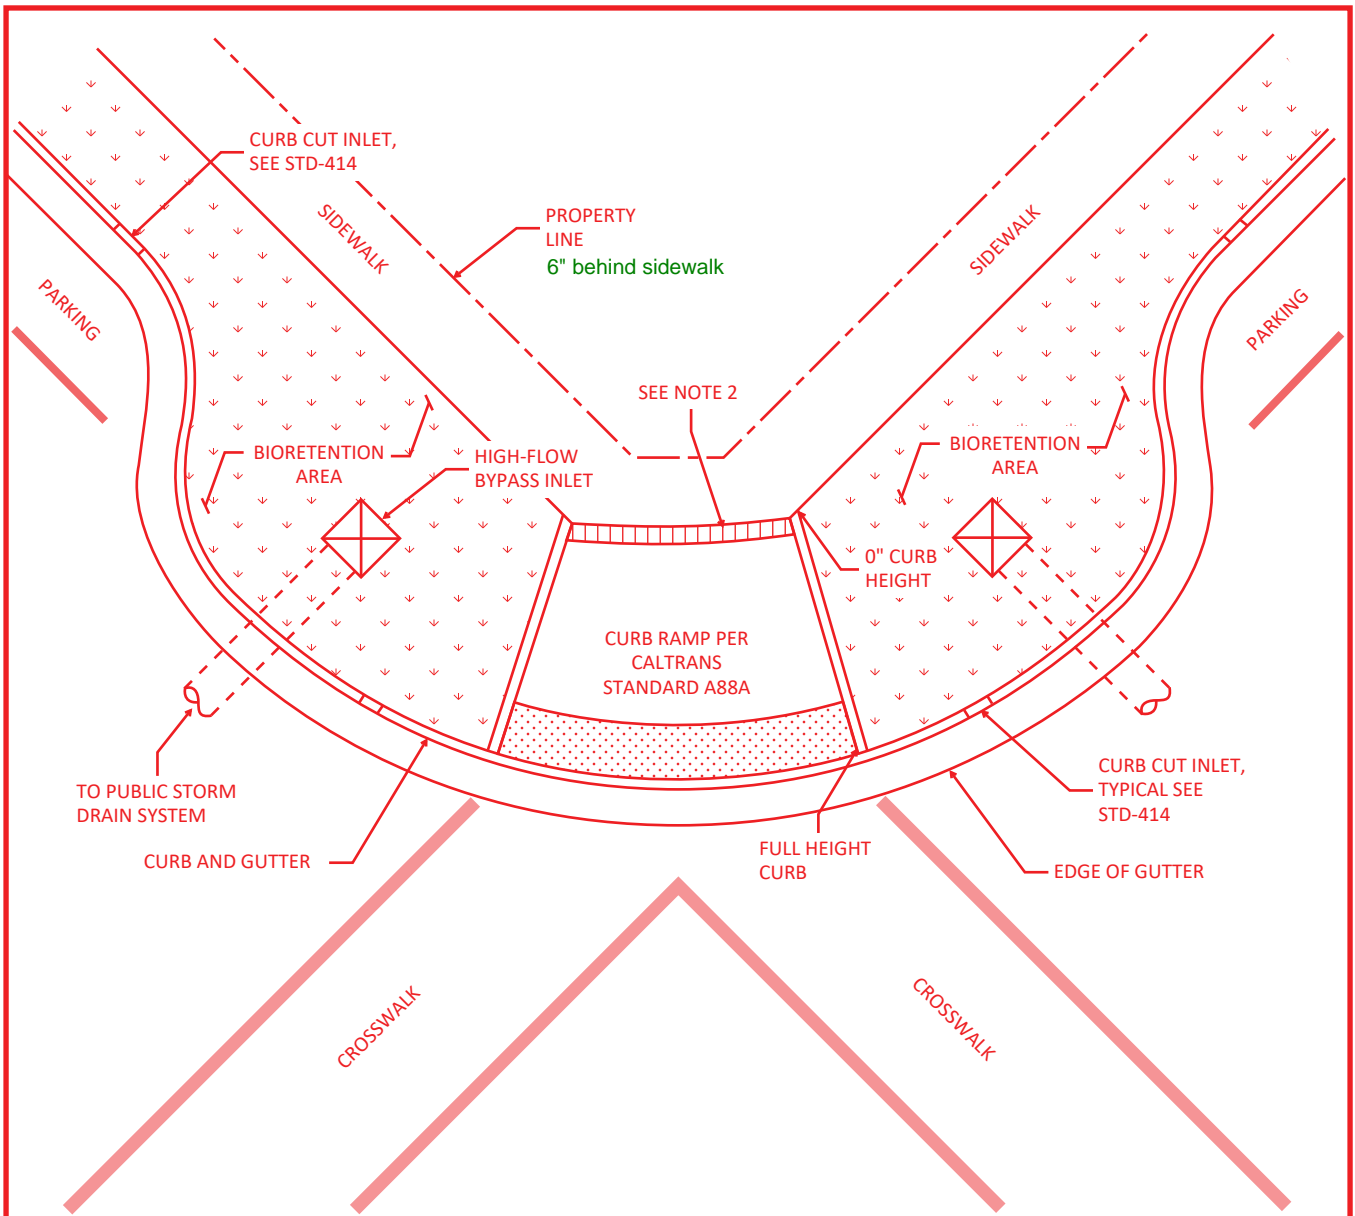 CURB CUT INLET,
SEE STD-414
SIDEWALK
PROPERTY
LINE
6" behind sidewalk
SIDEWALK
PARKING
PARKING
SEE NOTE 2
BIORETENTION
AREA
HIGH-FLOW
BYPASS INLET
BIORETENTION
AREA
0" CURB
HEIGHT
CURB RAMP PER
CALTRANS
STANDARD A88A
TO PUBLIC STORM
DRAIN SYSTEM
CURB CUT INLET,
TYPICAL SEE
STD-414
CURB AND GUTTER
FULL HEIGHT
CURB
EDGE OF GUTTER
CROSSWALK
CROSSWALK